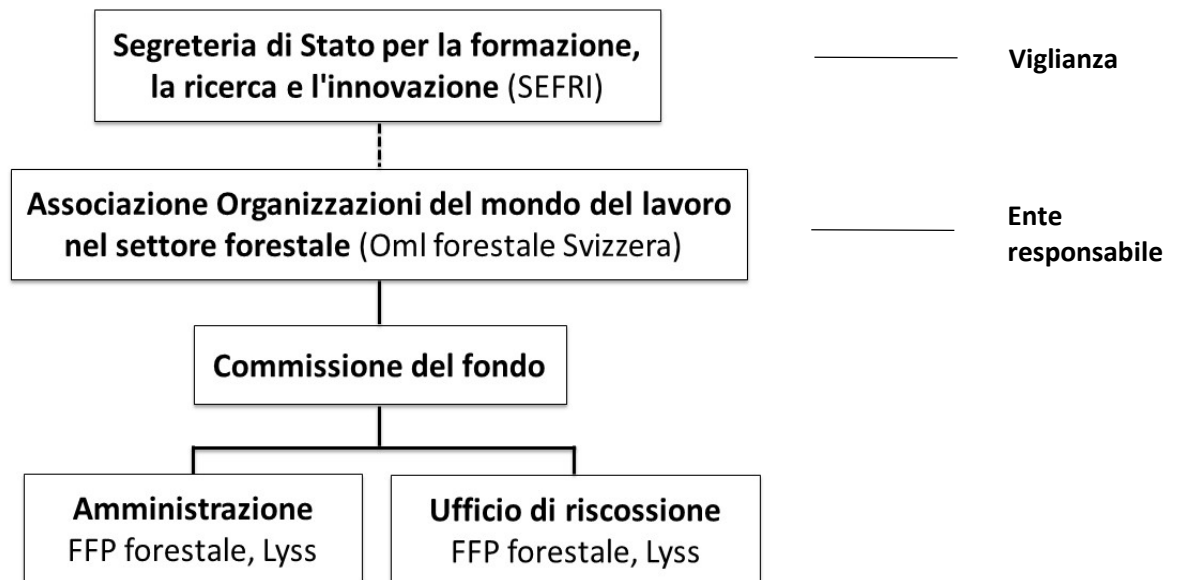 Segreteria di Stato per la formazione,
la ricerca e l'innovazione (SEFRI)
Viglianza
Associazione Organizzazioni del mondo del lavoro
nel settore forestale (Oml forestale Svizzera)
Ente
responsabile
Commissione del fondo
Amministrazione
FFP forestale, Lyss
Ufficio di riscossione
FFP forestale, Lyss